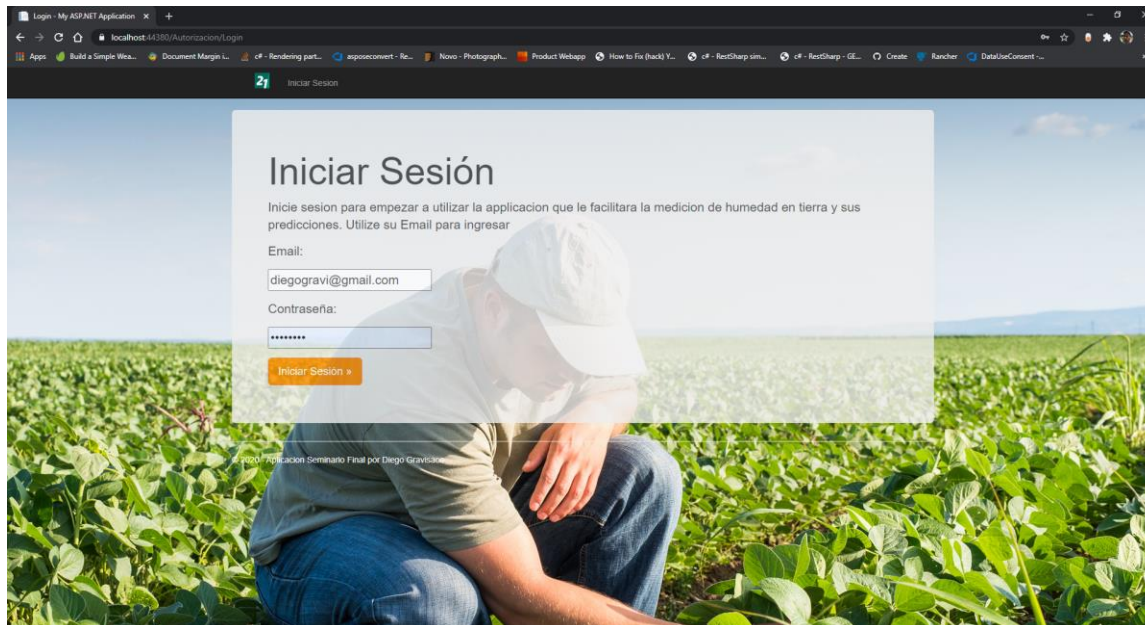 Login - My ASP.NET Application
localhost:44380/Autorizacion/Login
Apps Build a Simple Wea... Document Margin i... c# - Rendering part... asposeconvert - Re... Novo - Photograph... Product Webapp How to Fix (hack) Y... c# - RestSharp sim... c# - RestSharp - GE... Create Rancher DataUseConsent -...
21 Iniciar Sesion
Iniciar Sesión
Inicie sesion para empezar a utilizar la applicacion que le facilitara la medicion de humedad en tierra y sus
predicciones. Utilize su Email para ingresar
Email:
diegogravi@gmail.com
Contraseña:
••••••••
Iniciar Sesión »
© 2020 - Aplicacion Seminario Final por Diego